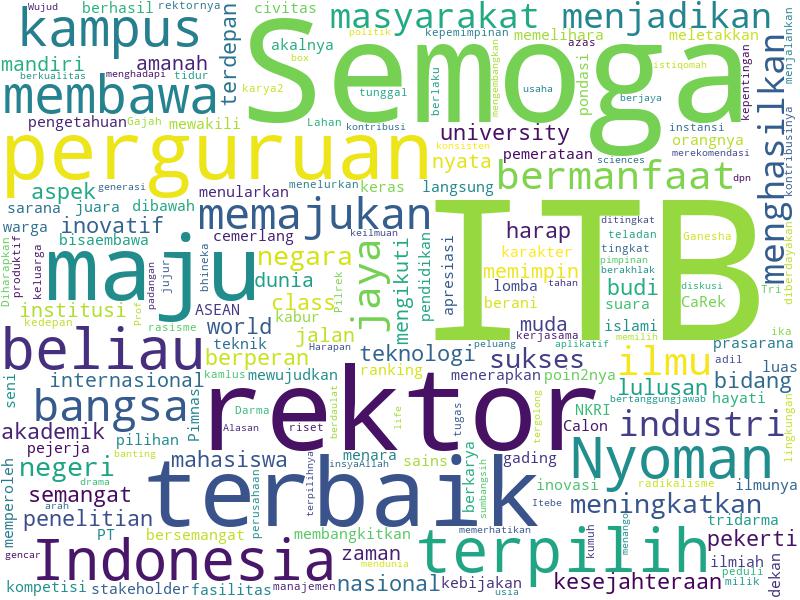 Wujud
berhasil
rektornya
civitas
kampus
terdepan
Semoga
akalnya
politik
kepemimpinan
masyarakat
memelihara
azas
menjadikan
meletakkan
mandiri
amanah
berkualitas
menghadapi
tidur
karya2
box
tunggal
berlaku
mengembangkan
usaha
pondasi
istiqomah
berjaya
kepentingan
menghasilkan
menjalankan
kontribusinya
membawa
pengetahuan
Gajah
mewakili
Lahan
kontribusi
university
konsisten
nyata
pemerataan
sciences
instansi
orangnya
merekomendasi
dpn
perguruan
aspek
generasi
menularkan
menelurkan
keras
langsung
bermanfaat
sarana
juara
dibawah
warga
inovatif
memajukan
cemerlang
bisaembawa
Diharapkan
produktif
keluarga
maju
padangan
jujur
bhineka
negara
dunia
jaya
mengikuti
pendidikan
apresiasi
keilmuan
ITB
harap
karakter
memimpin
lomba
tahan
berani
muda
kerjasama
ditingkat
teladan
tingkat
pimpinan
berakhlak
budi
suara
islami
Ganesha
diskusi
CaRek
Tri
diberdayakan
institusi
kedepan
Prof
ASEAN
class
kabur
Pilrek
rasisme
teknik
world
Harapan
jalan
beliau
berperan
teknologi
peluang
aplikatif
memilih
ika
prasarana
adil
luas
sukses
ilmu
internasional
kamlus
mewujudkan
ranking
menerapkan
poin2nya
lulusan
bidang
seni
bangsa
Pimnas
rektor
Darma
Alasan
riset
berdaulat
life
tugas
tergolong
NKRI
Calon
bertanggungjawab
hayati
lingkungan
industri
akademik
pilihan
pejerja
banting
Nyoman
negeri
drama
mahasiswa
menara
sains
gading
memperoleh
semangat
arah
terbaik
perusahaan
terpilihnya
insyaAllah
berkarya
sumbangsih
inovasi
Itebe
radikalisme
ilmunya
meningkatkan
penelitian
PT
bersemangat
membangkitkan
memerhatikan
tridarma
pekerti
gencar
Indonesia
zaman
mendunia
terpilih
kumuh
menango
ilmiah
dekan
kompetisi
stakeholder
fasilitas
manajemen
nasional
kebijakan
usia
kesejahteraan
peduli
milik